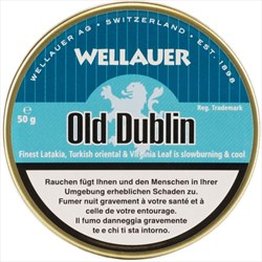 WELLAUER AG • SWITZERLAND • EST. 1898
WELLAUER
Reg. Trademark
e
50 g
Old Dublin
Finest Latakia, Turkish oriental & Virginia Leaf is slowburning & cool
Rauchen fügt Ihnen und den Menschen in Ihrer
Umgebung erheblichen Schaden zu.
Fumer nuit gravement à votre santé et à
celle de votre entourage.
Il fumo danneggia gravamente
te e chi ti sta intorno.